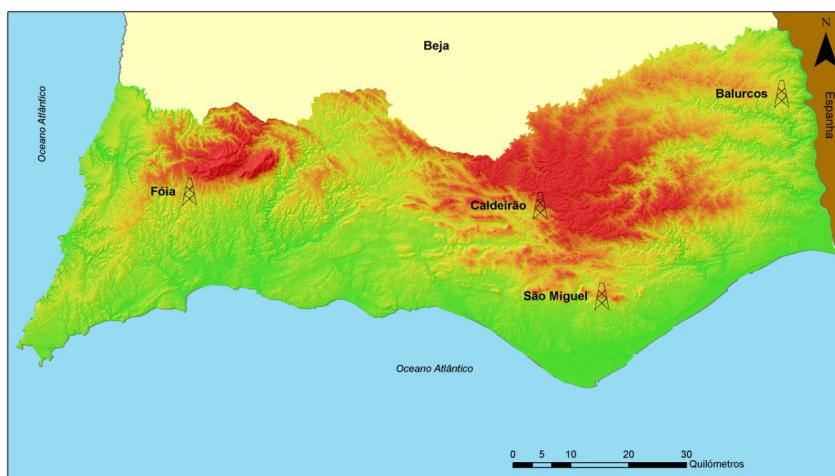 N
Beja
Oceano Atlântico
Balurcos
Espanha
Fóia
Caldeirão
São Miguel
Oceano Atlântico
0 5 10 20 30
Quilómetros